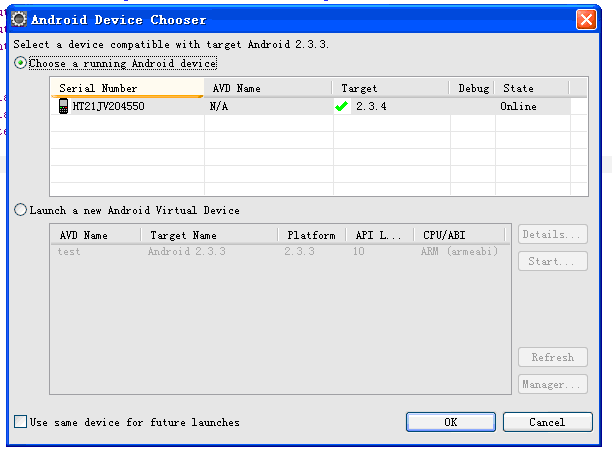 Android Device Chooser
Select a device compatible with target Android 2.3.3.
Choose a running Android device
Serial Number AVD Name Target Debug State
HT21JV204550 N/A 2.3.4 Online
Launch a new Android Virtual Device
AVD Name Target Name Platform API L... CPU/ABI
Details...
test Android 2.3.3 2.3.3 10 ARM (armeabi)
Start...
Refresh
Manager...
Use same device for future launches
OK Cancel